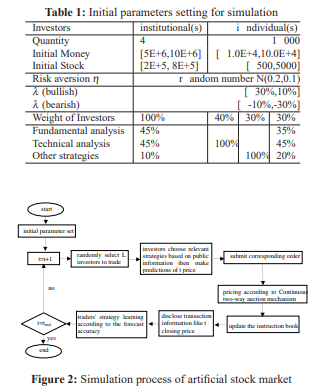 Table 1: Initial parameters setting for simulation
Investors institutional(s) i ndividual(s)
Quantity 4 1 000
Initial Money [5E+6,10E+6] [ 1.0E+4,10.0E+4]
Initial Stock [2E+5, 8E+5] [ 500,5000]
Risk aversion η r andom number N(0.2,0.1)
λ (bullish) [ 30%,10%]
λ (bearish) [ -10%,-30%]
Weight of Investors 100% 40% 30% 30%
Fundamental analysis 45% 35%
Technical analysis 45% 100% 45%
Other strategies 10% 100% 20%
start
initial parameter set
t=t+1
randomly select L
investors to trade
investors choose relevant
strategies based on public
information then make
predictions of t price
submit corresponding order
pricing according to Continuous
two-way auction mechanism
update the instruction book
disclose transaction
information like t
closing price
traders' strategy learning
according to the forecast
accutacy
t=tend
no
yes
end
Figure 2: Simulation process of artificial stock market